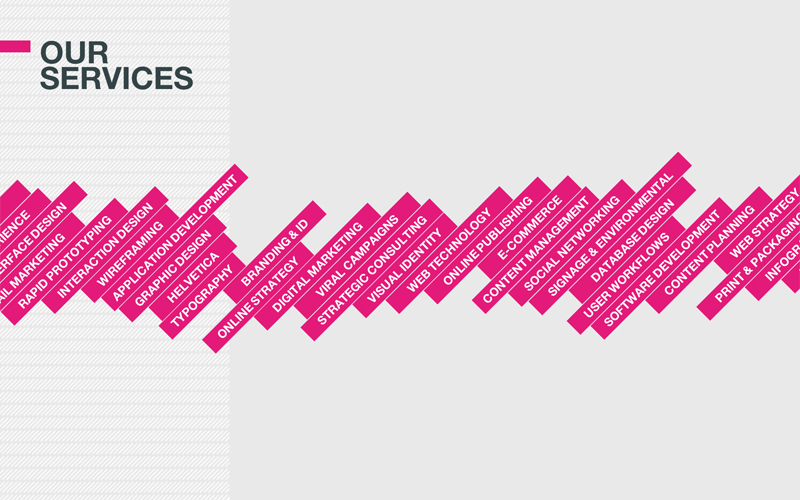 OUR
SERVICES
RAPID PROTOTYPING
INTERACTION DESIGN
WIREFRAMING
APPLICATION DEVELOPMENT
GRAPHIC DESIGN
HELVETICA
TYPOGRAPHY
BRANDING & ID
ONLINE STRATEGY
DIGITAL MARKETING
VIRAL CAMPAIGNS
STRATEGIC CONSULTING
VISUAL IDENTITY
WEB TECHNOLOGY
ONLINE PUBLISHING
E-COMMERCE
CONTENT MANAGEMENT
SOCIAL NETWORKING
SIGNAGE & ENVIRONMENTAL
DATABASE DESIGN
USER WORKFLOWS
SOFTWARE DEVELOPMENT
CONTENT PLANNING
WEB STRATEGY
PRINT & PACKAGING